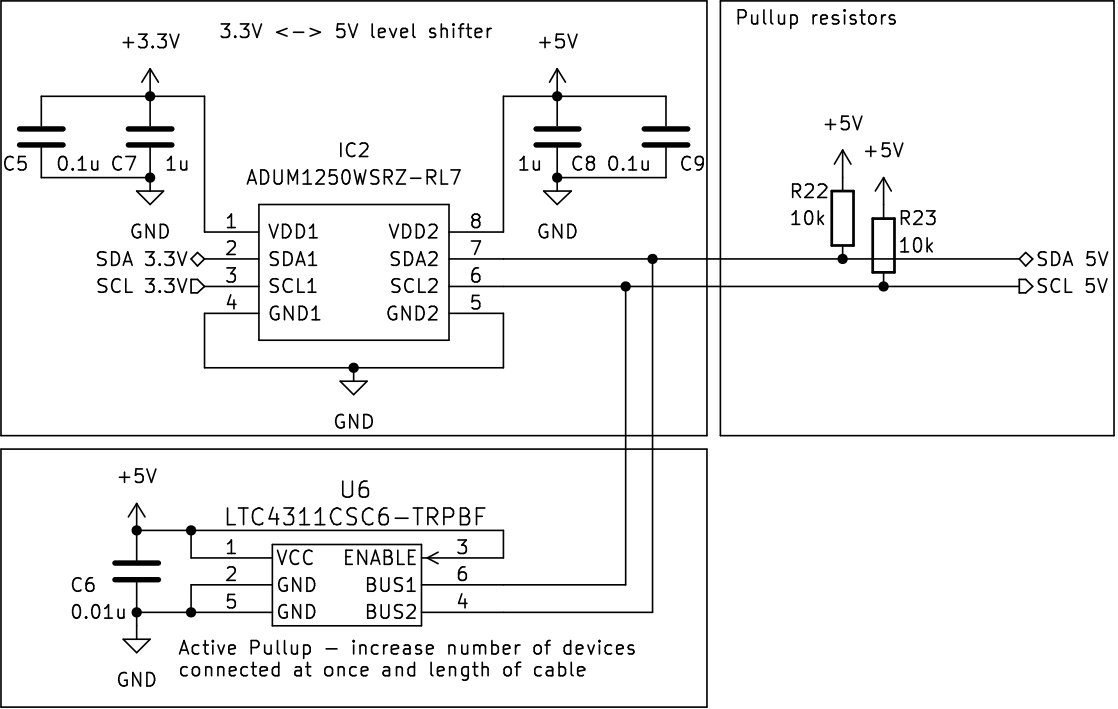 3.3V <-> 5V level shifter
Pullup resistors
+3.3V
+5V
C5
0.1u
C7
1u
1u
C8
0.1u
C9
GND
GND
IC2
ADUM1250WSRZ-RL7
1
VDD1
VDD2
8
SDA 3.3V
2
SDA1
SDA2
7
SCL 3.3V
3
SCL1
SCL2
6
4
GND1
GND2
5
GND
+5V
+5V
R22
10k
R23
10k
SDA 5V
SCL 5V
+5V
U6
LTC4311CSC6-TRPBF
1
VCC
ENABLE
3
2
GND
BUS1
6
5
GND
BUS2
4
C6
0.01u
GND
Active Pullup – increase number of devices
connected at once and length of cable